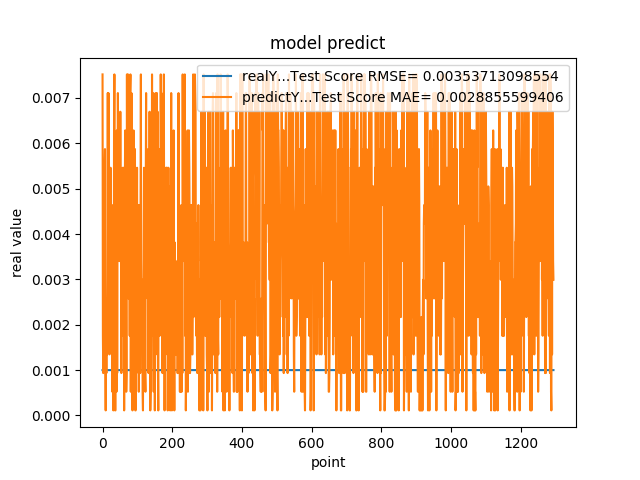 model predict
realY...Test Score RMSE= 0.00353713098554
predictY...Test Score MAE= 0.0028855599406
0.007
0.006
0.005
0.004
0.003
0.002
0.001
0.000
real value
0 200 400 600 800 1000 1200
point